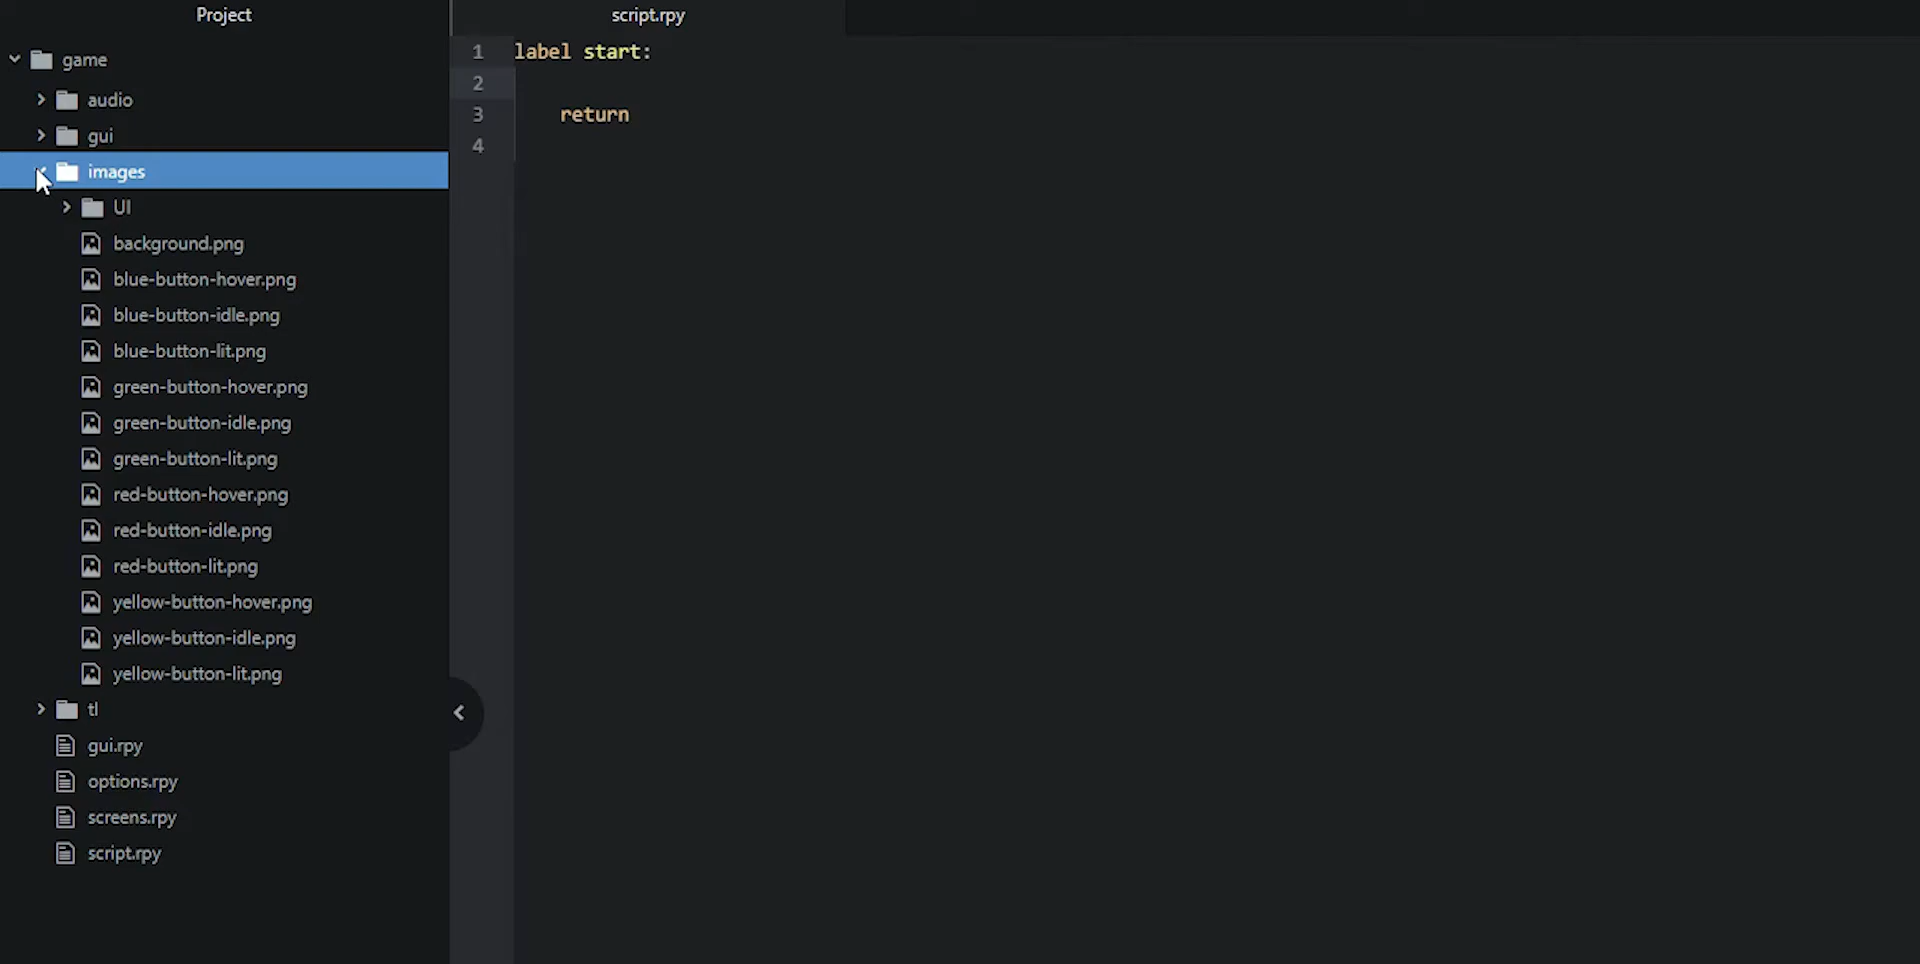 Project
game
audio
gui
images
UI
background.png
blue-button-hover.png
blue-button-idle.png
blue-button-lit.png
green-button-hover.png
green-button-idle.png
green-button-lit.png
red-button-hover.png
red-button-idle.png
red-button-lit.png
yellow-button-hover.png
yellow-button-idle.png
yellow-button-lit.png
tl
gui.rpy
options.rpy
screens.rpy
script.rpy
script.rpy
1 label start:
2
3 return
4